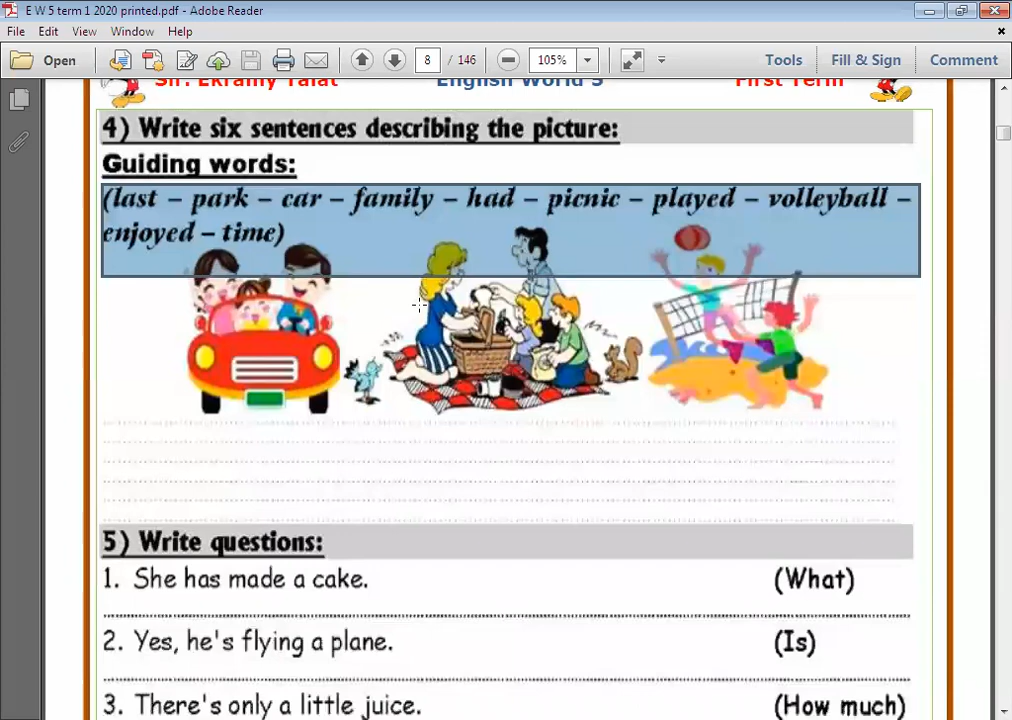 E W 5 term 1 2020 printed.pdf - Adobe Reader
File Edit View Window Help
Open 8 / 146 105% Tools Fill & Sign Comment
Sir: Ekramy Talat English World 5 First Term
4) Write six sentences describing the picture:
Guiding words:
(last – park – car – family – had – picnic – played – volleyball –
enjoyed – time)
5) Write questions:
1. She has made a cake. (What)
2. Yes, he's flying a plane. (Is)
3. There's only a little juice. (How much)